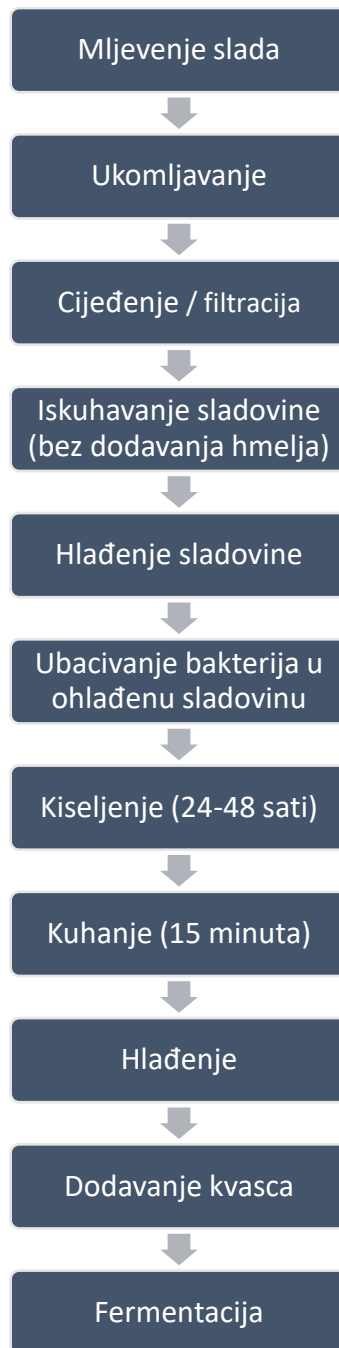 Mljevenje slada
Ukomljavanje
Cijeđenje / filtracija
Iskuhavanje sladovine
(bez dodavanja hmelja)
Hlađenje sladovine
Ubacivanje bakterija u
ohlađenu sladovinu
Kiseljenje (24-48 sati)
Kuhanje (15 minuta)
Hlađenje
Dodavanje kvasca
Fermentacija